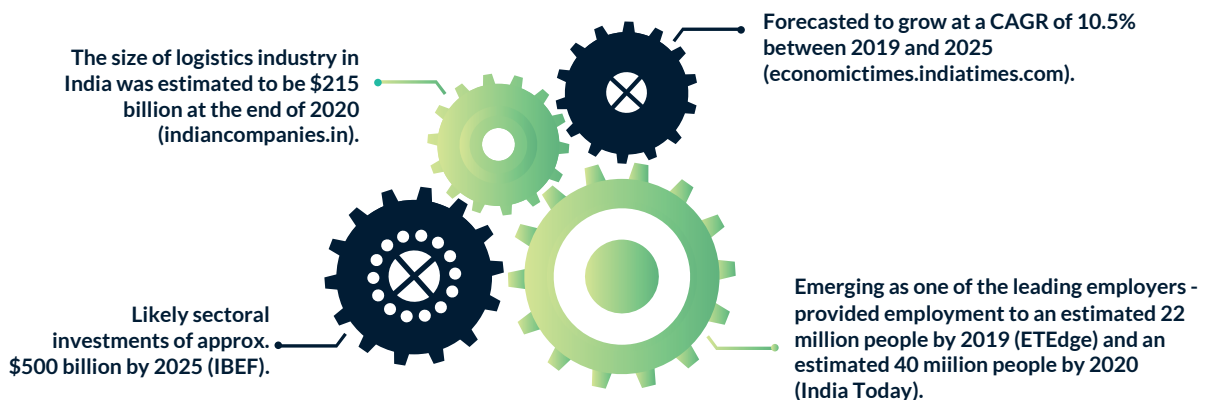 The size of logistics industry in
India was estimated to be $215
billion at the end of 2020
(indiancompanies.in).
Forecasted to grow at a CAGR of 10.5%
between 2019 and 2025
(economictimes.indiatimes.com).
Likely sectoral
investments of approx.
$500 billion by 2025 (IBEF).
Emerging as one of the leading employers -
provided employment to an estimated 22
million people by 2019 (ETEdge) and an
estimated 40 miilion people by 2020
(India Today).